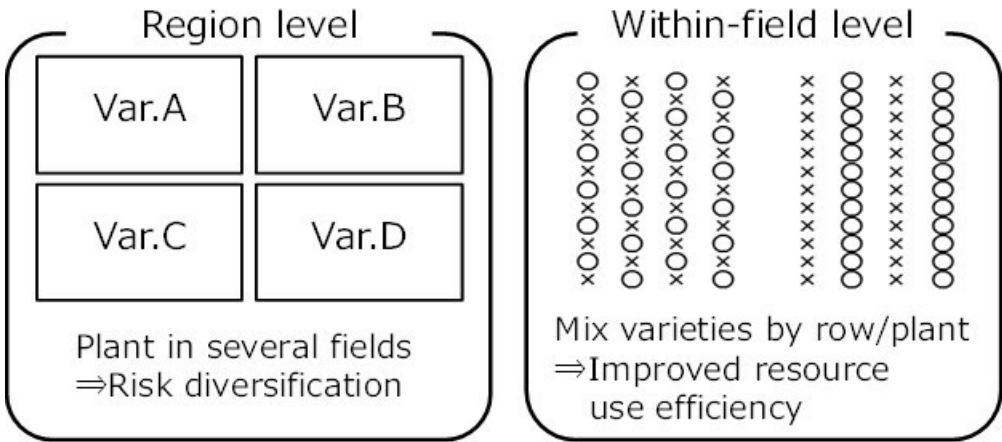 Region level
Var.A
Var.B
Var.C
Var.D
Plant in several fields
⇒Risk diversification
Within-field level
○ × ○ × × ○ × ○
× ○ × ○ × ○ × ○
○ × ○ × × ○ × ○
× ○ × ○ × ○ × ○
○ × ○ × × ○ × ○
× ○ × ○ × ○ × ○
○ × ○ × × ○ × ○
× ○ × ○ × ○ × ○
○ × ○ × × ○ × ○
× ○ × ○ × ○ × ○
○ × ○ × × ○ × ○
× ○ × ○ × ○ × ○
Mix varieties by row/plant
⇒Improved resource
use efficiency